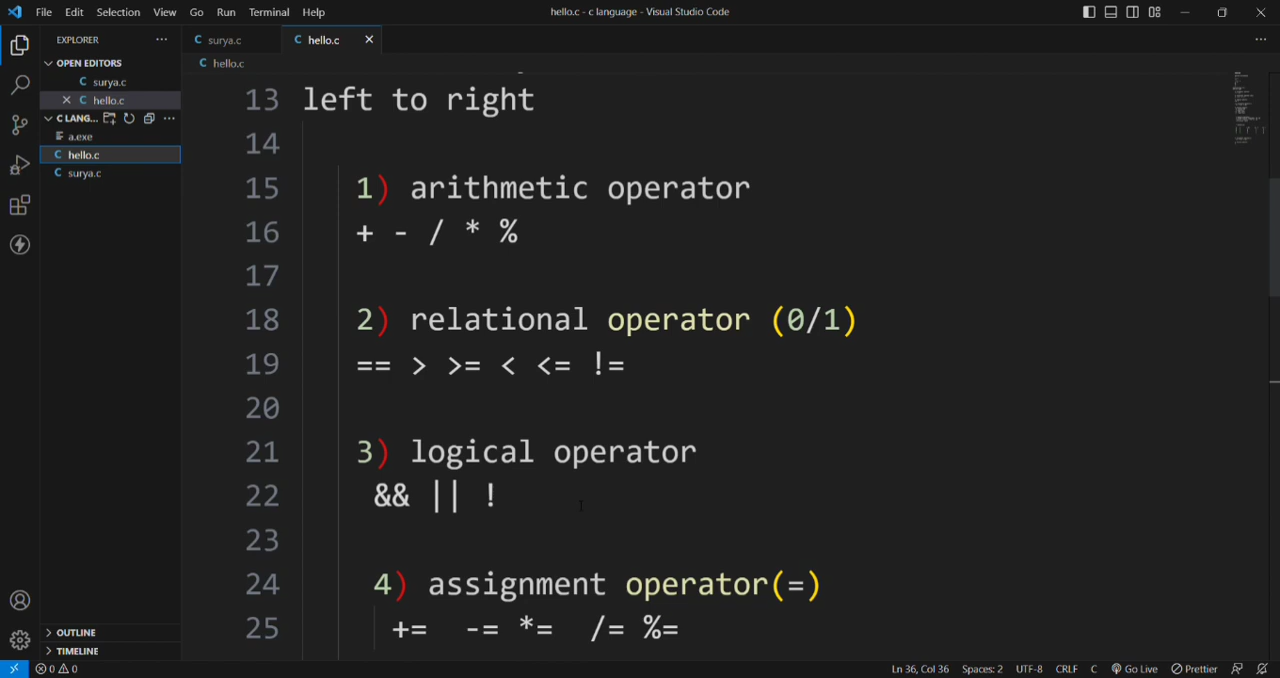 File Edit Selection View Go Run Terminal Help
hello.c - c language - Visual Studio Code
EXPLORER
OPEN EDITORS
C surya.c
C hello.c
C LANG...
a.exe
C hello.c
C surya.c
OUTLINE
TIMELINE
C surya.c
C hello.c
C hello.c
13 left to right
14
15 1) arithmetic operator
16 + - / * %
17
18 2) relational operator (0/1)
19 == > >= < <= !=
20
21 3) logical operator
22 && || !
23
24 4) assignment operator(=)
25 += -= *= /= %=
0 0
Ln 36, Col 36 Spaces: 2 UTF-8 CRLF C Go Live Prettier